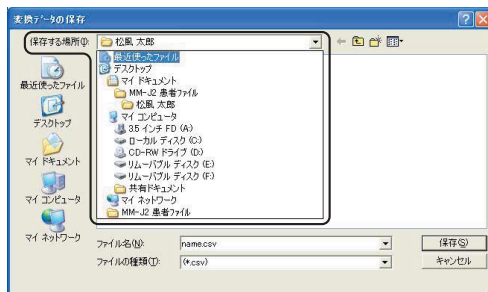 変換データの保存
保存する場所(I):
松風 太郎
最近使ったファイル
デスクトップ
マイ ドキュメント
MM-J2 患者ファイル
松風 太郎
マイ コンピュータ
3.5 インチ FD (A:)
ローカル ディスク (C:)
CD-RW ドライブ (D:)
リムーバブル ディスク (E:)
リムーバブル ディスク (F:)
共有ドキュメント
マイ ネットワーク
MM-J2 患者ファイル
最近使ったファイル
デスクトップ
マイ ドキュメント
マイ コンピュータ
マイ ネットワーク
ファイル名(N):
name.csv
保存(S)
ファイルの種類(T):
(*.csv)
キャンセル